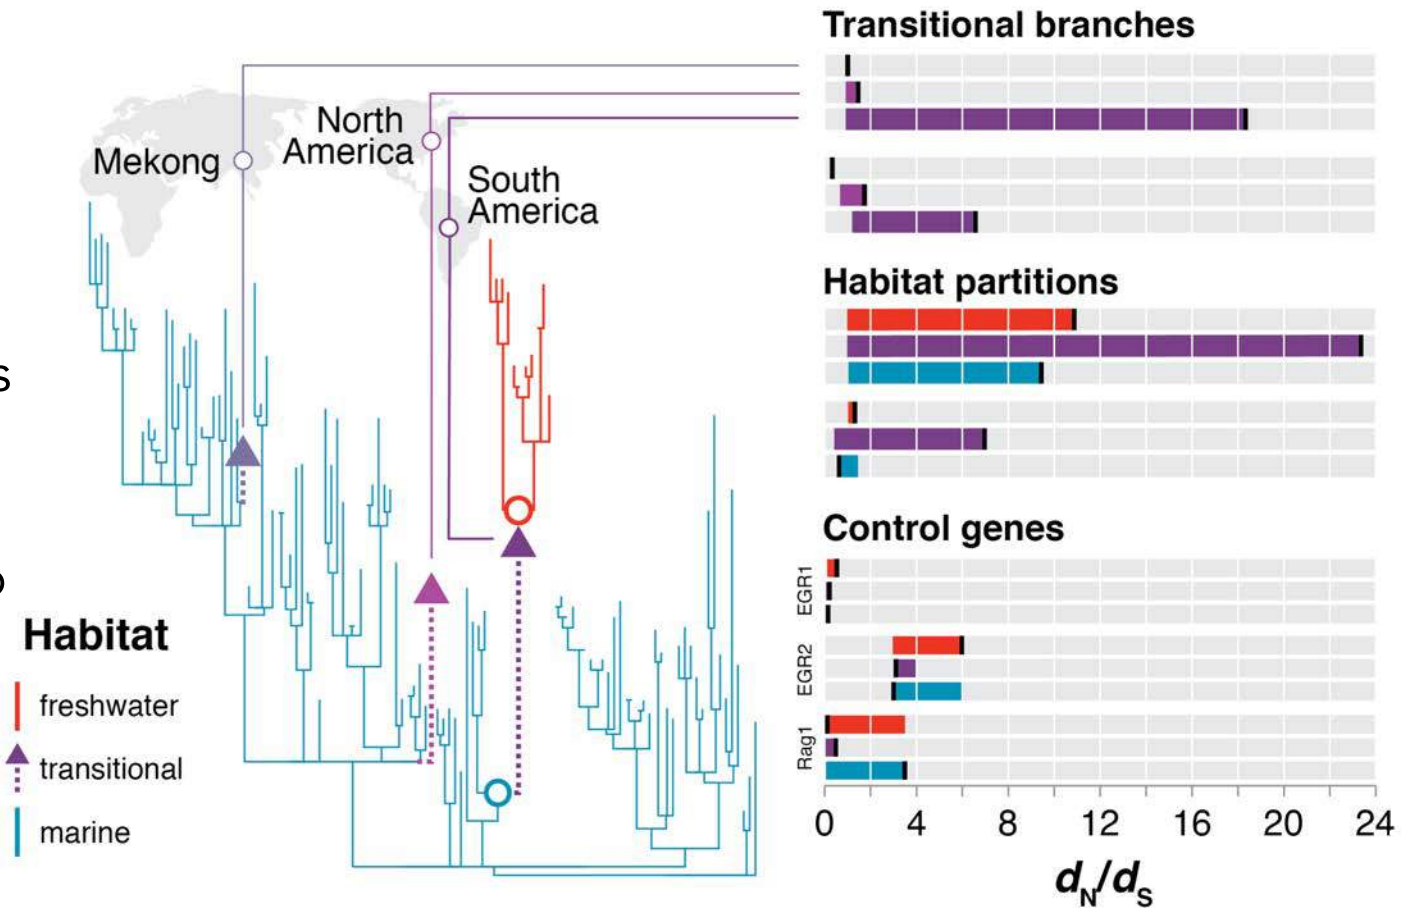 Transitional branches
North
America
Mekong
South
America
Habitat partitions
s
Control genes
EGR1
EGR2
Rag1
Habitat
freshwater
transitional
marine
0 4 8 12 16 20 24
dN/dS